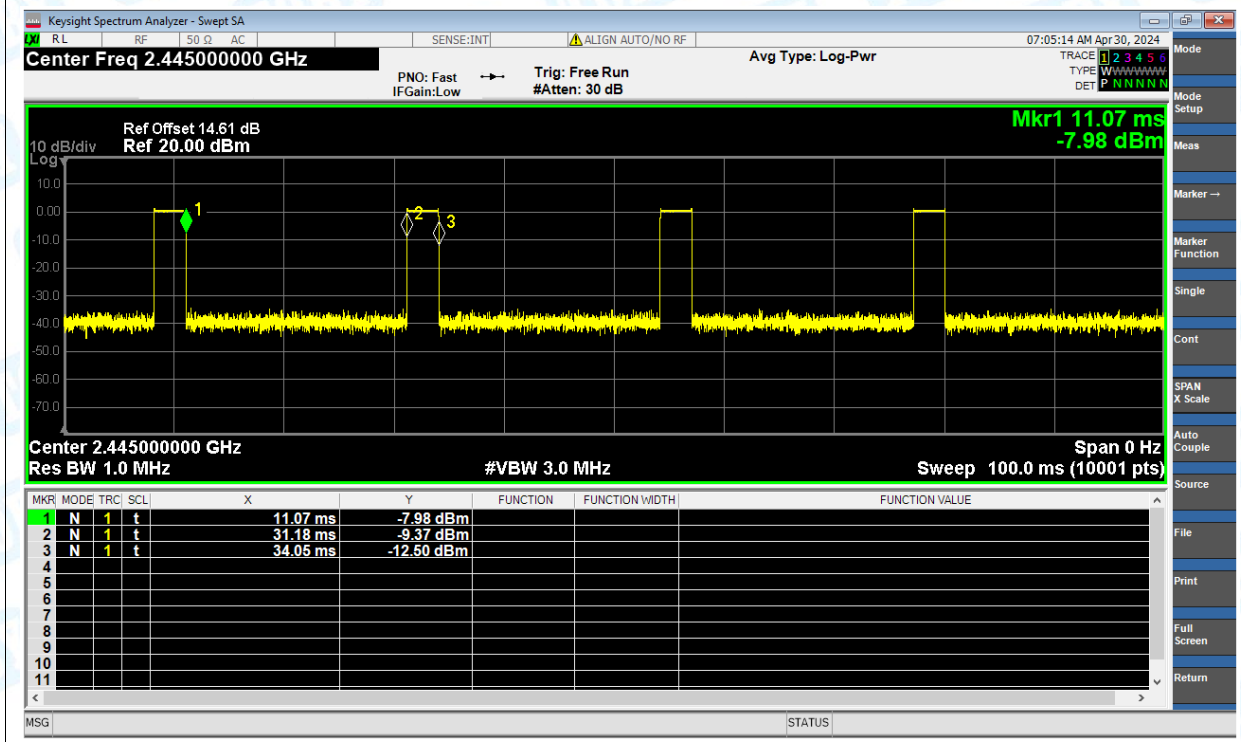 Keysight Spectrum Analyzer - Swept SA
LXI RL RF 50 Ω AC SENSE:INT ALIGN AUTO/NO RF 07:05:14 AM Apr 30, 2024
Center Freq 2.445000000 GHz
PNO: Fast
IFGain:Low
Trig: Free Run
#Atten: 30 dB
Avg Type: Log-Pwr
TRACE 1 2 3 4 5 6
TYPE WWWWWW
DET P N N N N N
Ref Offset 14.61 dB
10 dB/div Ref 20.00 dBm
Log
Mkr1 11.07 ms
-7.98 dBm
10.0
0.00
-10.0
-20.0
-30.0
-40.0
-50.0
-60.0
-70.0
1
2
3
Center 2.445000000 GHz Span 0 Hz
Res BW 1.0 MHz #VBW 3.0 MHz Sweep 100.0 ms (10001 pts)
MKR MODE TRC SCL X Y FUNCTION FUNCTION WIDTH FUNCTION VALUE
1 N 1 t 11.07 ms -7.98 dBm
2 N 1 t 31.18 ms -9.37 dBm
3 N 1 t 34.05 ms -12.50 dBm
4
5
6
7
8
9
10
11
MSG STATUS
Mode
Mode
Setup
Meas
Marker →
Marker
Function
Single
Cont
SPAN
X Scale
Auto
Couple
Source
File
Print
Full
Screen
Return